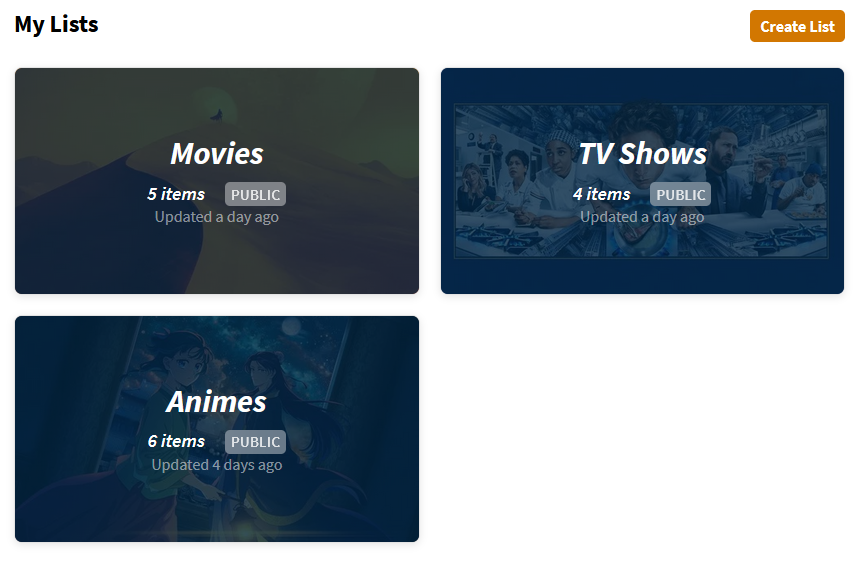 My Lists
Create List
Movies
5 items PUBLIC
Updated a day ago
TV Shows
4 items PUBLIC
Updated a day ago
Animes
6 items PUBLIC
Updated 4 days ago